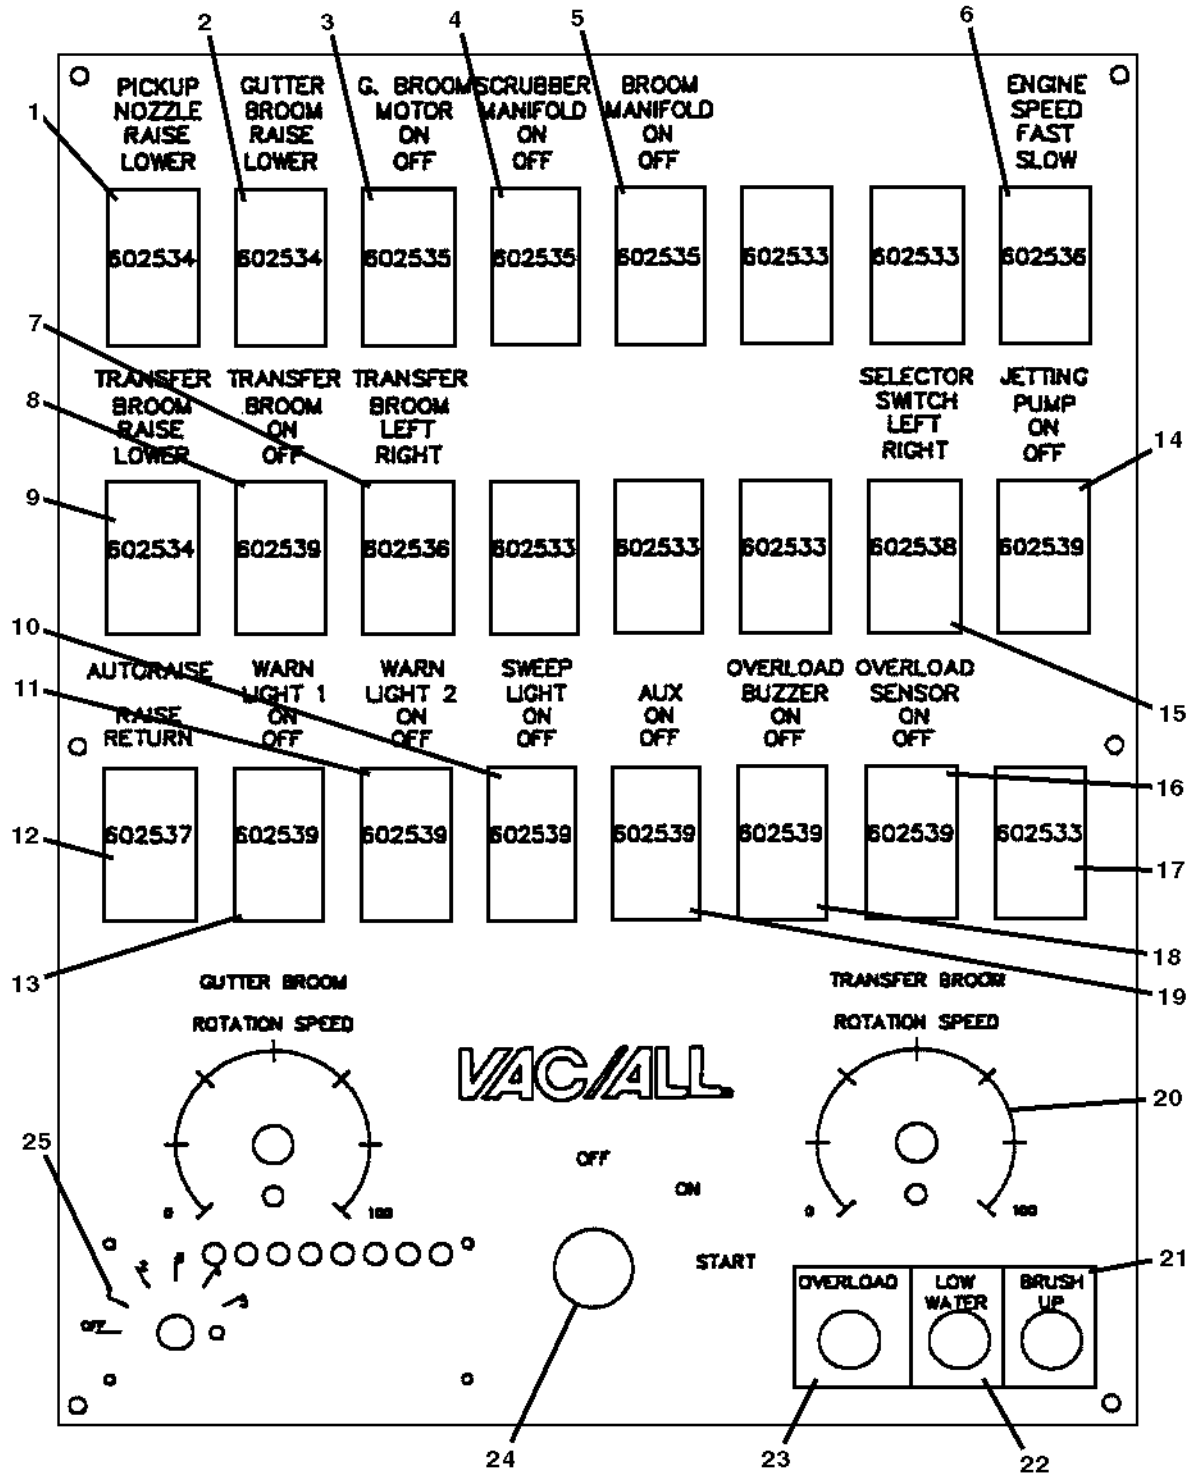 2
3
4
5
6
1
PICKUP
NOZZLE
RAISE
LOWER
GUTTER
BROOM
RAISE
LOWER
G. BROOM
MOTOR
ON
OFF
SCRUBBER
MANIFOLD
ON
OFF
BROOM
MANIFOLD
ON
OFF
ENGINE
SPEED
FAST
SLOW
602534
602534
602535
602535
602535
602533
602533
602536
7
8
9
TRANSFER
BROOM
RAISE
LOWER
TRANSFER
BROOM
ON
OFF
TRANSFER
BROOM
LEFT
RIGHT
SELECTOR
SWITCH
LEFT
RIGHT
JETTING
PUMP
ON
OFF
14
602534
602539
602536
602533
602533
602533
602538
602539
10
11
15
AUTORAISE
RAISE
RETURN
WARN
LIGHT 1
ON
OFF
WARN
LIGHT 2
ON
OFF
SWEEP
LIGHT
ON
OFF
AUX
ON
OFF
OVERLOAD
BUZZER
ON
OFF
OVERLOAD
SENSOR
ON
OFF
16
12
602537
602539
602539
602539
602539
602539
602539
602533
17
13
18
19
GUTTER BROOM
ROTATION SPEED
0
100
VAC/ALL
TRANSFER BROOM
ROTATION SPEED
0
100
20
25
OFF
2
3
4
5
OFF
ON
START
24
OVERLOAD
LOW
WATER
BRUSH
UP
21
23
22